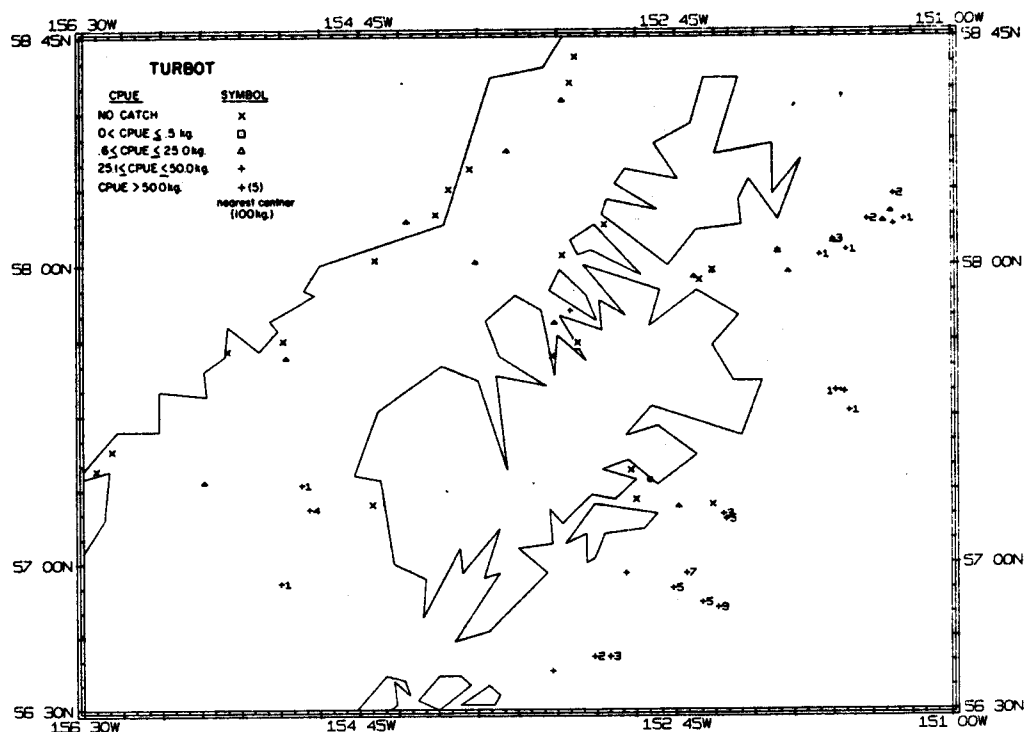 156 30W 154 45W 152 45W 151 00W
58 45N 58 45N
TURBOT
CPUE SYMBOL
NO CATCH x
0 < CPUE ≤ .5 kg. □
.6 ≤ CPUE ≤ 25.0 kg. △
25.1 ≤ CPUE ≤ 50.0 kg. +
CPUE > 50.0 kg. +(5)
nearest centner
(100 kg.)
+2
+2 +1
3 +1
+1
58 00N 58 00N
1
+1
+1
+4
+3
+5
57 00N 57 00N
+7
+1 +5
+5 +9
+2 +3
56 30N 56 30N
156 30W 154 45W 152 45W 151 00W